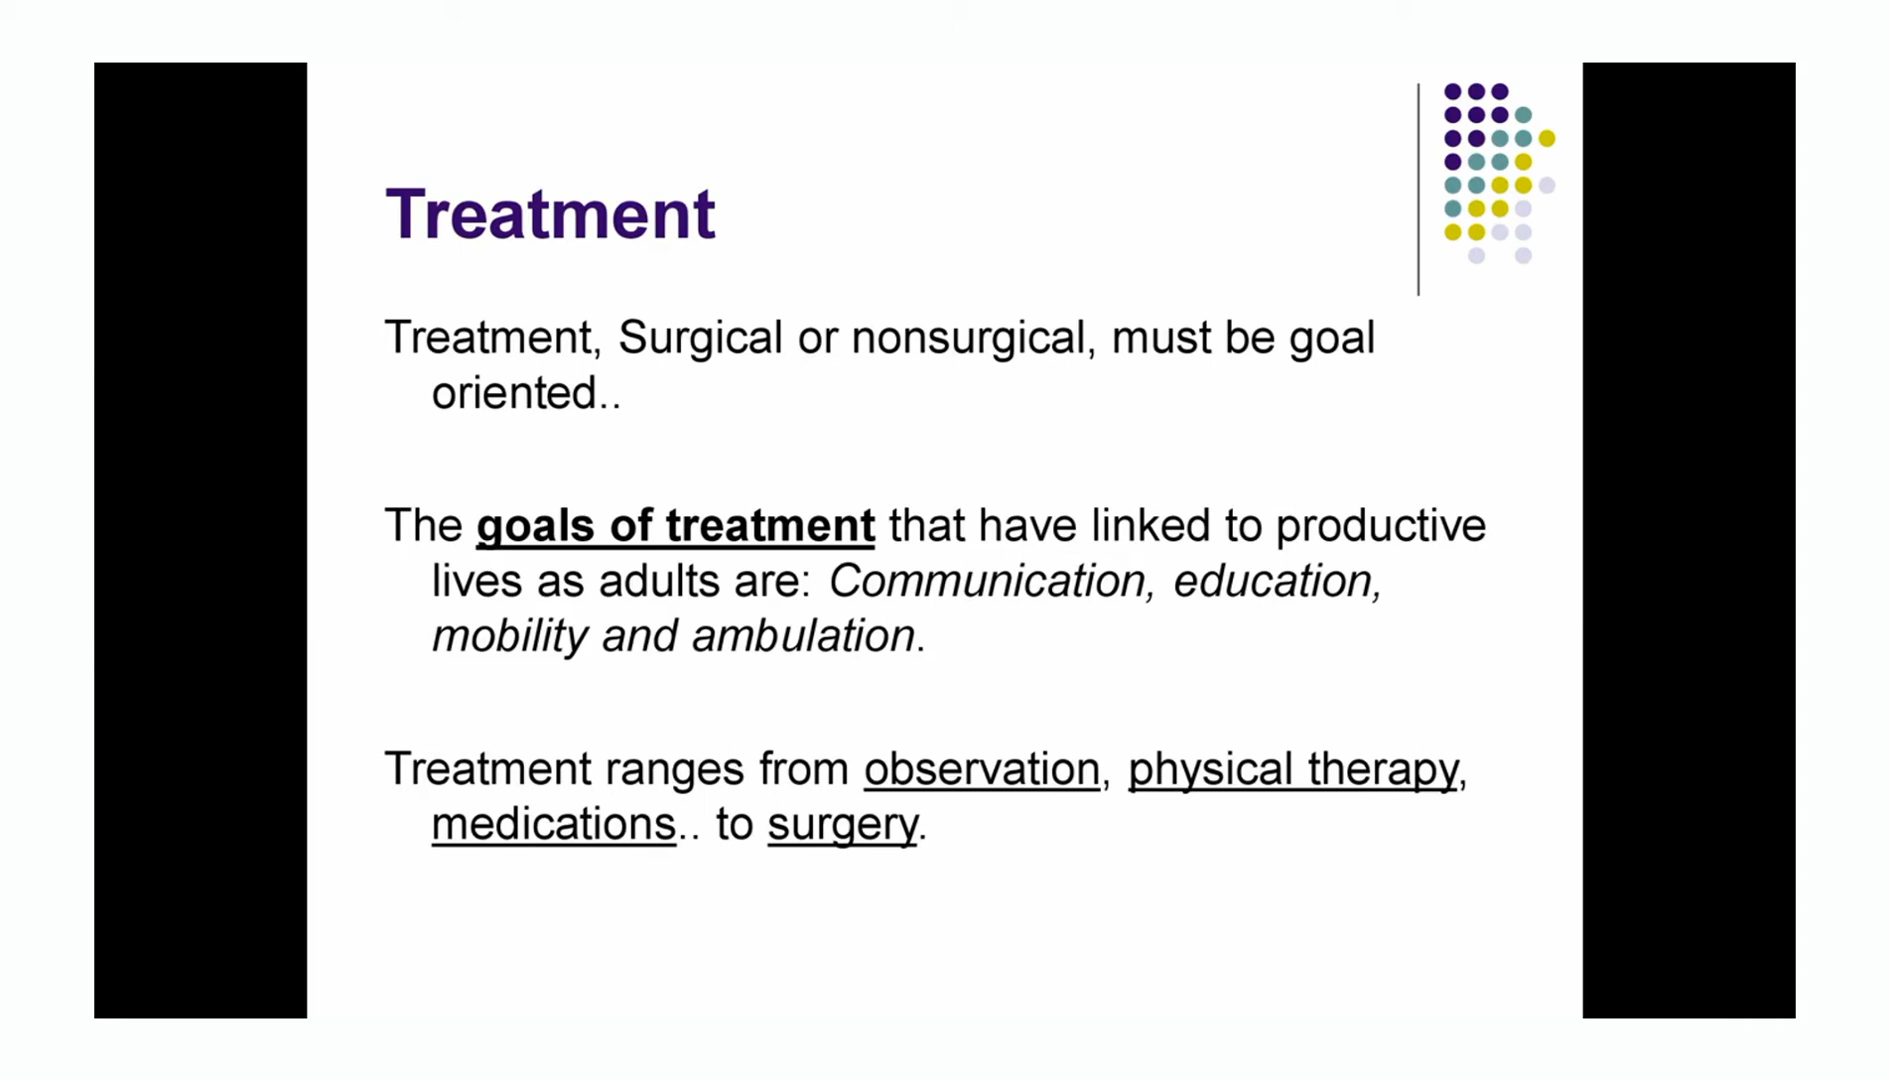 Treatment
Treatment, Surgical or nonsurgical, must be goal
oriented..
The goals of treatment that have linked to productive
lives as adults are: Communication, education,
mobility and ambulation.
Treatment ranges from observation, physical therapy,
medications.. to surgery.